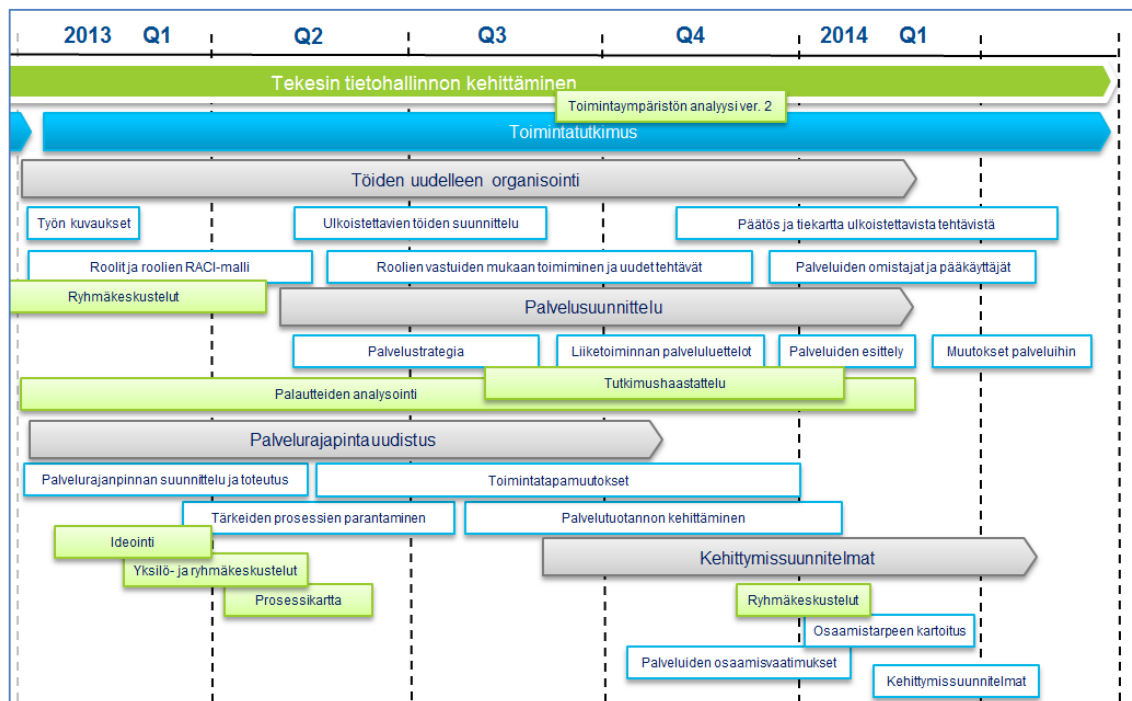 2013 Q1 Q2 Q3 Q4 2014 Q1
Tekesin tietohallinnon kehittäminen
Toimintaympäristön analyysi ver. 2
Toimintatutkimus
Töiden uudelleen organisointi
Työn kuvaukset
Ulkoistettavien töiden suunnittelu
Päätös ja tiekartta ulkoistettavista tehtävistä
Roolit ja roolien RACI-malli
Roolien vastuiden mukaan toimiminen ja uudet tehtävät
Palveluiden omistajat ja pääkäyttäjät
Ryhmäkeskustelut
Palvelusuunnittelu
Palvelustrategia
Liiketoiminnan palveluluettelot
Palveluiden esittely
Muutokset palveluihin
Tutkimushaastattelu
Palautteiden analysointi
Palvelurajapintauudistus
Palvelurajanpinnan suunnittelu ja toteutus
Toimintatapamuutokset
Tärkeiden prosessien parantaminen
Palvelutuotannon kehittäminen
Ideointi
Kehittymissuunnitelmat
Yksilö- ja ryhmäkeskustelut
Prosessikartta
Ryhmäkeskustelut
Osaamistarpeen kartoitus
Palveluiden osaamisvaatimukset
Kehittymissuunnitelmat